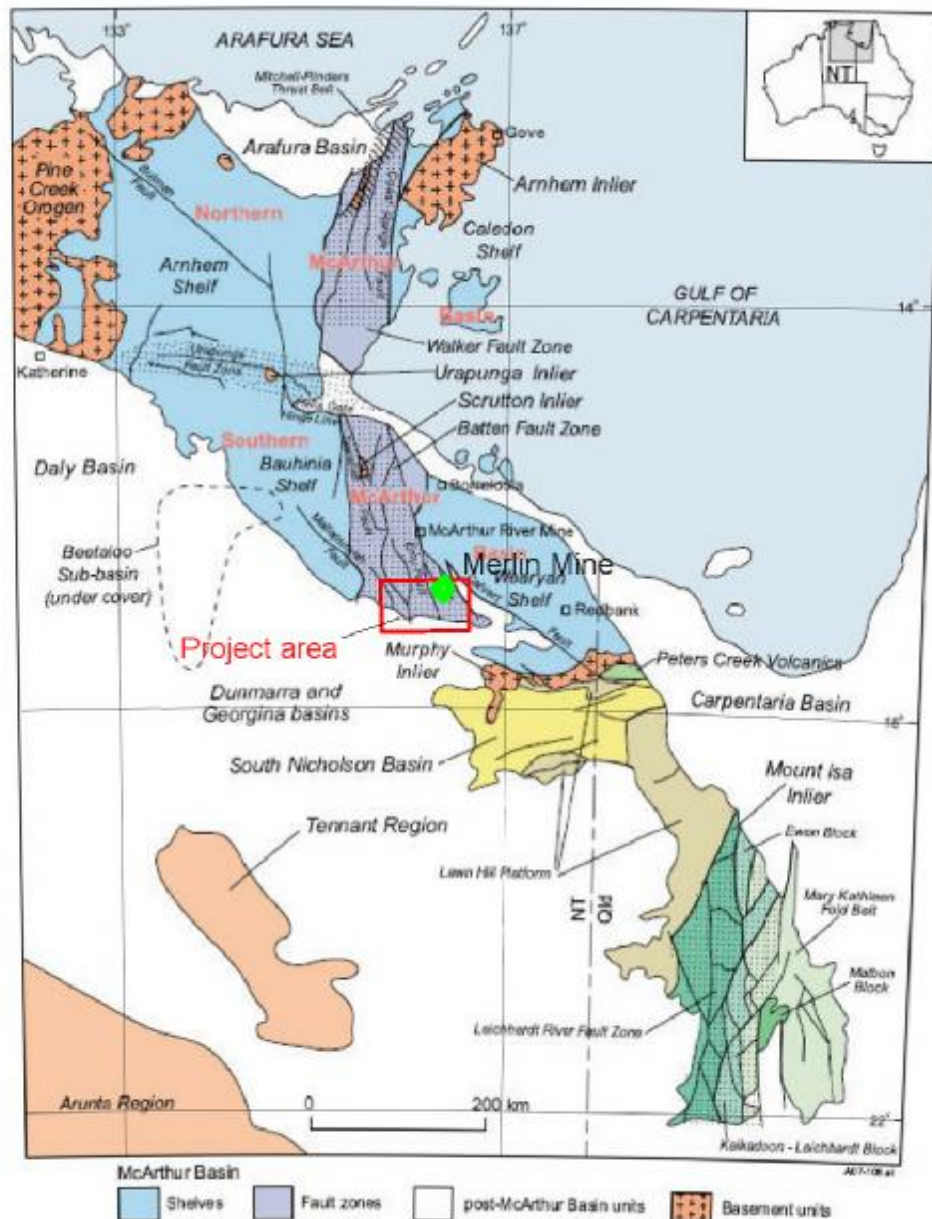 133°
137°
ARAFURA SEA
NT
Mitchell-Flinders
Thrust Belt
Gove
Arafura Basin
Pine
Creek
Orogen
Arnhem Inlier
Bulman
Fault
Northern
Caledon
Shelf
McArthur
Fault
Arnhem
Shelf
GULF OF
CARPENTARIA
Basin
14°
Walker Fault Zone
Urapunga
Fault Zone
Katherine
Urapunga Inlier
Scrutton Inlier
Southern
Batten Fault Zone
Daly Basin
Bauhinia
Shelf
Borroloola
McArthur
McArthur River Mine
Beetaloo
Sub-basin
(under cover)
Fault
Basin
Merlin Mine
Wearyan
Shelf
Calvert
Redbank
Fault
Project area
Murphy
Inlier
Peters Creek Volcanics
Dunmarra and
Georgina basins
Carpentaria Basin
South Nicholson Basin
Mount Isa
Inlier
Tennant Region
Ewen Block
Lawn Hill Platform
Mary Kathleen
Fold Belt
NT
Qld
Malbon
Block
Leichhardt River Fault Zone
Arunta Region
0
200 km
22°
Kalkadoon - Leichhardt Block
McArthur Basin
Shelves
Fault zones
post-McArthur Basin units
Basement units